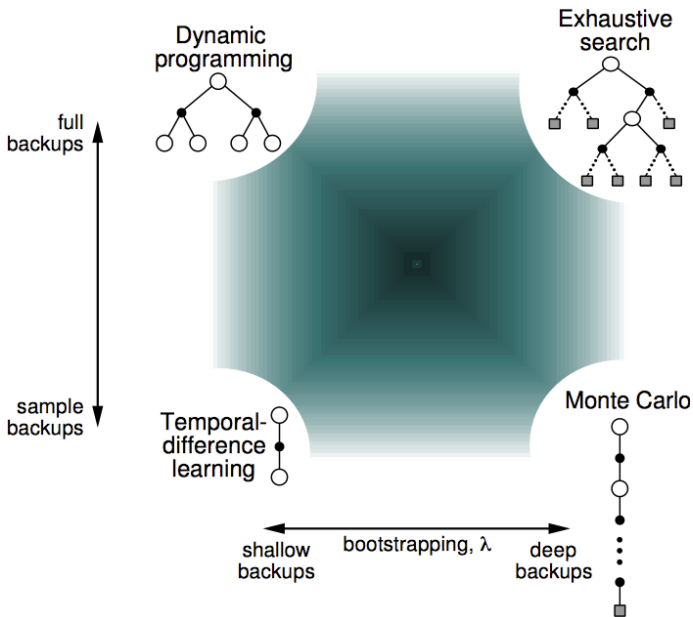 Dynamic
programming
Exhaustive
search
full
backups
sample
backups
Temporal-
difference
learning
Monte Carlo
shallow
backups
bootstrapping, λ
deep
backups